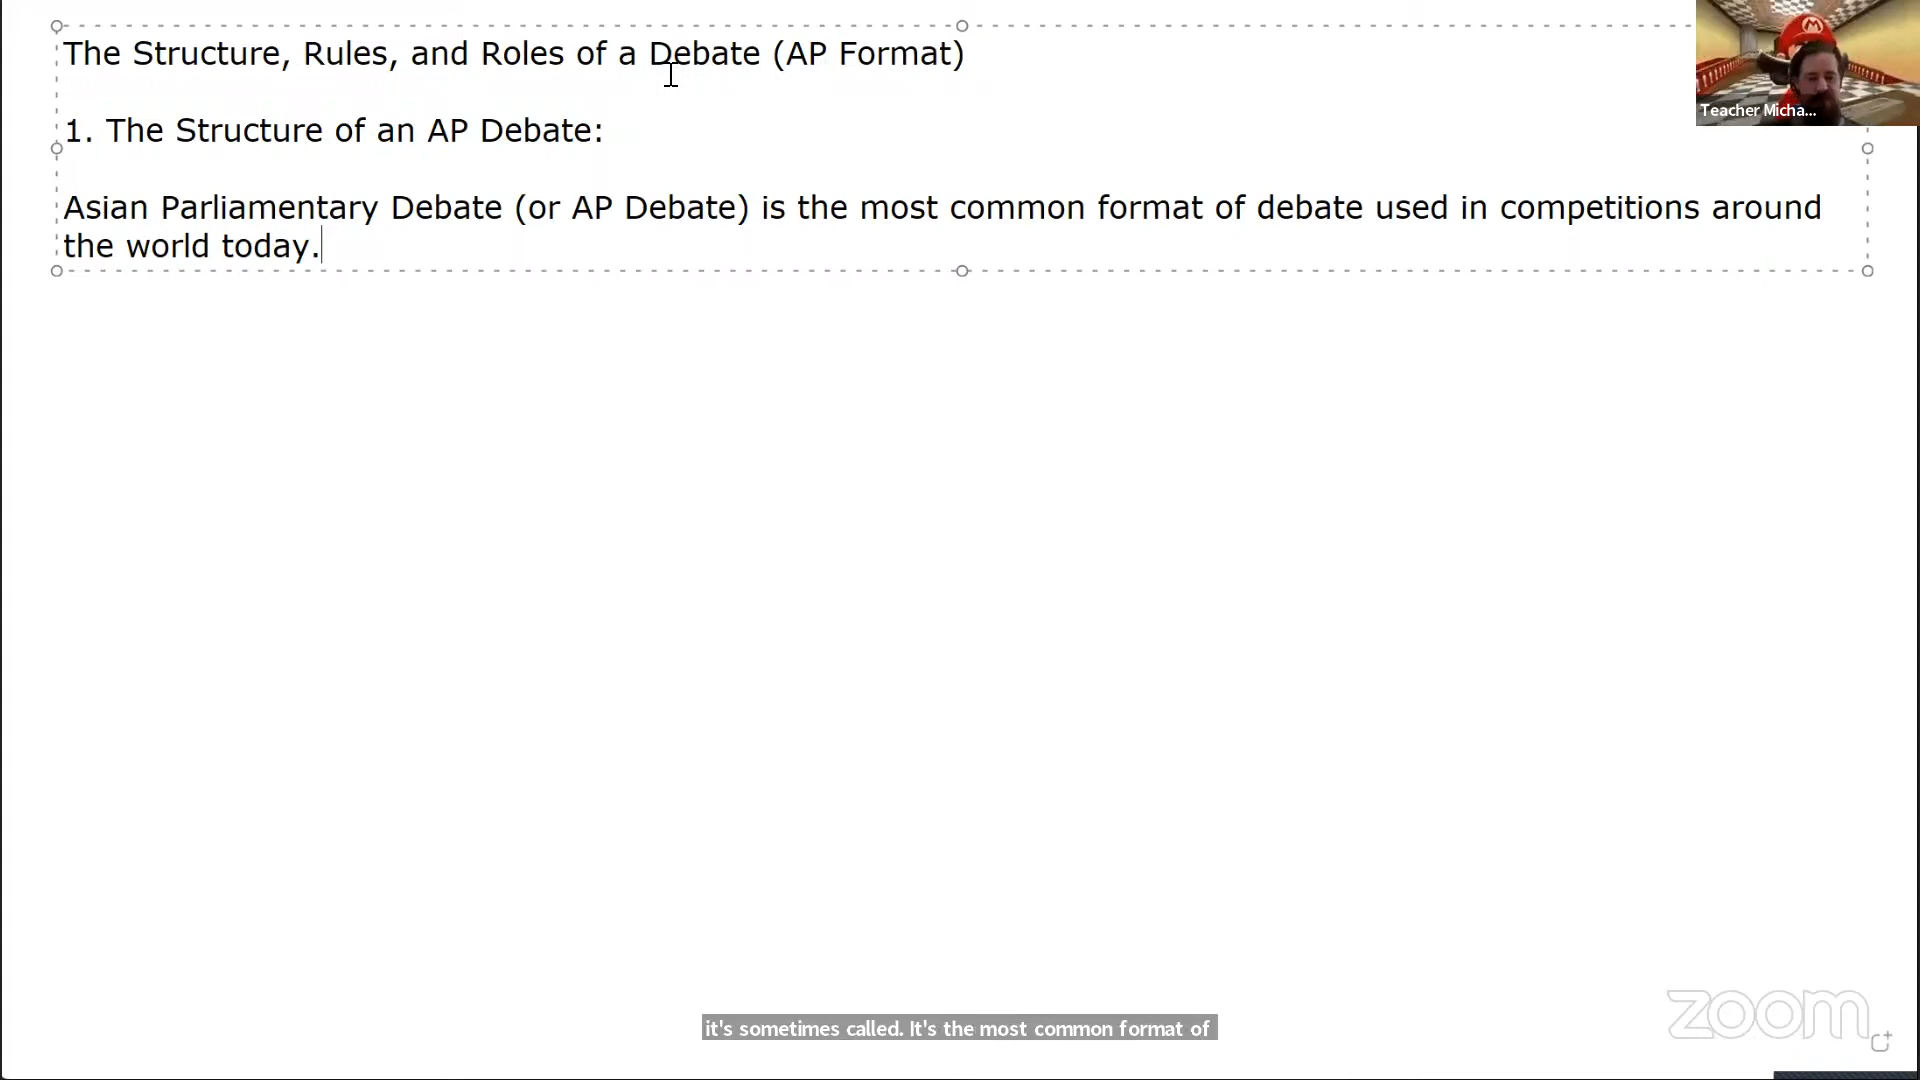 The Structure, Rules, and Roles of a Debate (AP Format)
1. The Structure of an AP Debate:
Asian Parliamentary Debate (or AP Debate) is the most common format of debate used in competitions around
the world today.
M
Teacher Micha...
it's sometimes called. It's the most common format of
zoom